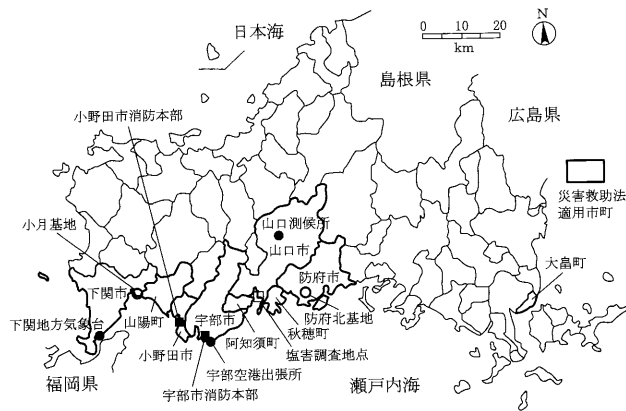 日本海
0 10 20
km
N
島根県
小野田市消防本部
広島県
災害救助法
適用市町
山口測候所
山口市
小月基地
大畠町
防府市
下関市
下関地方気象台
山陽町
宇部市
防府北基地
秋穂町
小野田市
阿知須町
塩害調査地点
福岡県
宇部空港出張所
瀬戸内海
宇部市消防本部